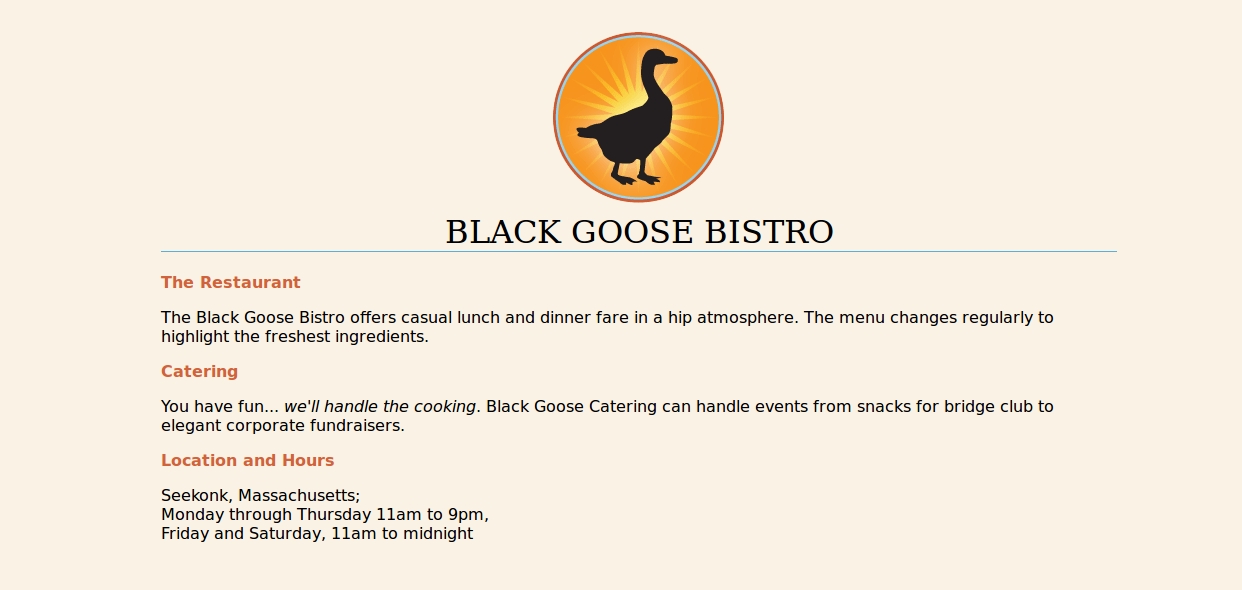 BLACK GOOSE BISTRO
The Restaurant
The Black Goose Bistro offers casual lunch and dinner fare in a hip atmosphere. The menu changes regularly to
highlight the freshest ingredients.
Catering
You have fun... we'll handle the cooking. Black Goose Catering can handle events from snacks for bridge club to
elegant corporate fundraisers.
Location and Hours
Seekonk, Massachusetts;
Monday through Thursday 11am to 9pm,
Friday and Saturday, 11am to midnight